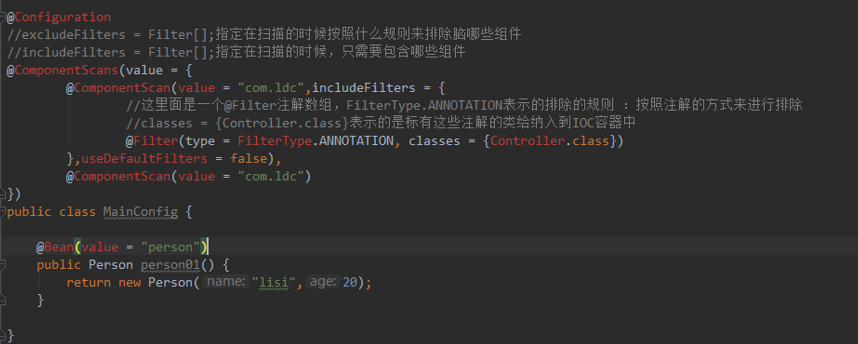 @Configuration
//excludeFilters = Filter[];指定在扫描的时候按照什么规则来排除脑哪些组件
//includeFilters = Filter[];指定在扫描的时候，只需要包含哪些组件
@ComponentScans(value = {
@ComponentScan(value = "com.ldc",includeFilters = {
//这里面是一个@Filter注解数组，FilterType.ANNOTATION表示的排除的规则 ：按照注解的方式来进行排除
//classes = {Controller.class}表示的是标有这些注解的类给纳入到IOC容器中
@Filter(type = FilterType.ANNOTATION, classes = {Controller.class})
},useDefaultFilters = false),
@ComponentScan(value = "com.ldc")
})
public class MainConfig {
@Bean(value = "person")
public Person person01() {
return new Person( name: "lisi", age: 20);
}
}